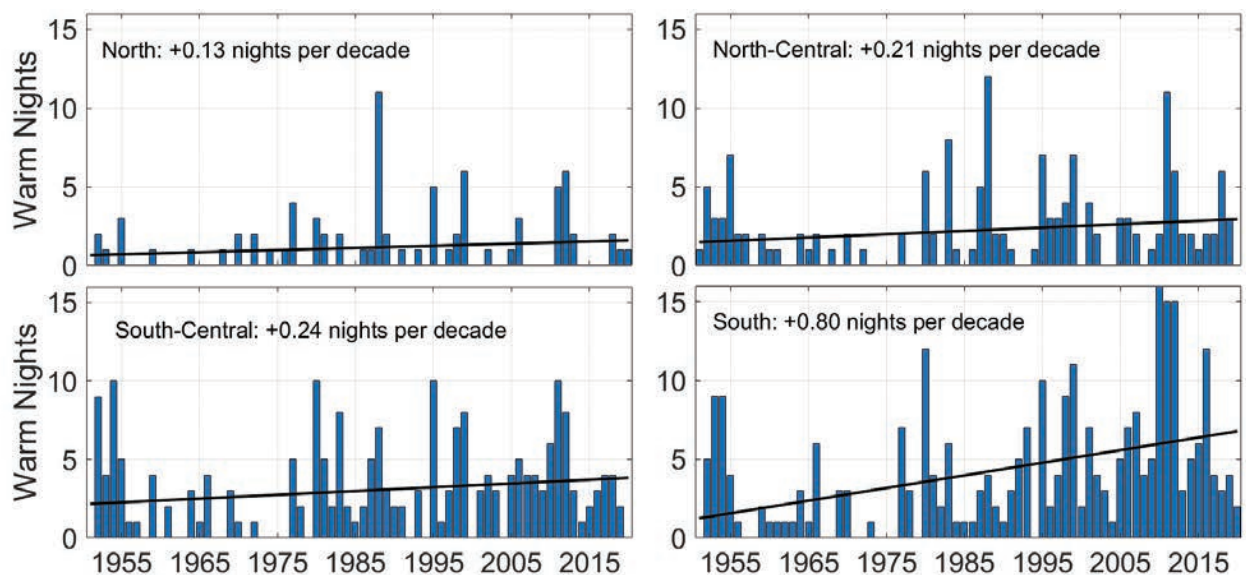 15
North: +0.13 nights per decade
10
5
0
Warm Nights
15
North-Central: +0.21 nights per decade
10
5
0
15
South-Central: +0.24 nights per decade
10
5
0
Warm Nights
1955 1965 1975 1985 1995 2005 2015
15
South: +0.80 nights per decade
10
5
0
1955 1965 1975 1985 1995 2005 2015